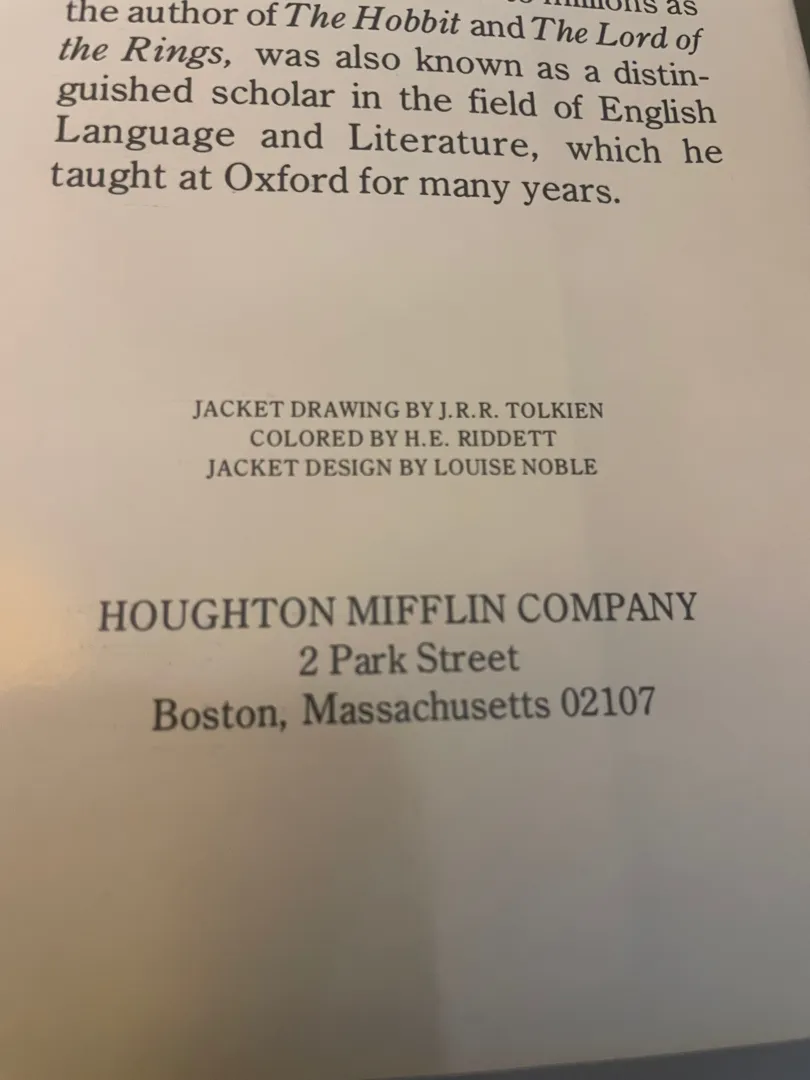 as
the author of The Hobbit and The Lord of
the Rings, was also known as a distin-
guished scholar in the field of English
Language and Literature, which he
taught at Oxford for many years.
JACKET DRAWING BY J.R.R. TOLKIEN
COLORED BY H.E. RIDDETT
JACKET DESIGN BY LOUISE NOBLE
HOUGHTON MIFFLIN COMPANY
2 Park Street
Boston, Massachusetts 02107